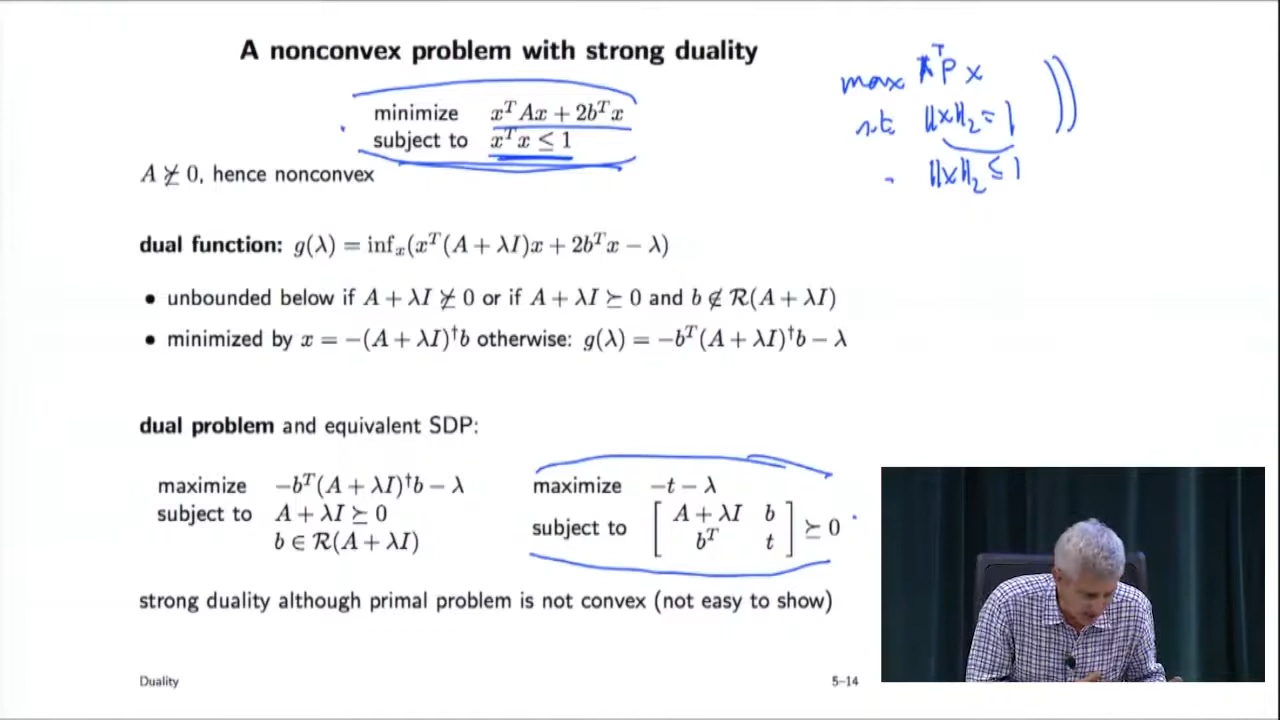 A nonconvex problem with strong duality
minimize x^T Ax + 2b^T x
subject to x^T x ≤ 1
A ⋡ 0, hence nonconvex
max x^T P x
s.t. ‖x‖₂ = 1
‖x‖₂ ≤ 1
dual function: g(λ) = inf_x(x^T(A + λI)x + 2b^T x − λ)
• unbounded below if A + λI ⋡ 0 or if A + λI ⪰ 0 and b ∉ R(A + λI)
• minimized by x = −(A + λI)†b otherwise: g(λ) = −b^T(A + λI)†b − λ
dual problem and equivalent SDP:
maximize −b^T(A + λI)†b − λ
subject to A + λI ⪰ 0
b ∈ R(A + λI)
maximize −t − λ
subject to [ A + λI b
b^T t ] ⪰ 0
strong duality although primal problem is not convex (not easy to show)
Duality 5–14